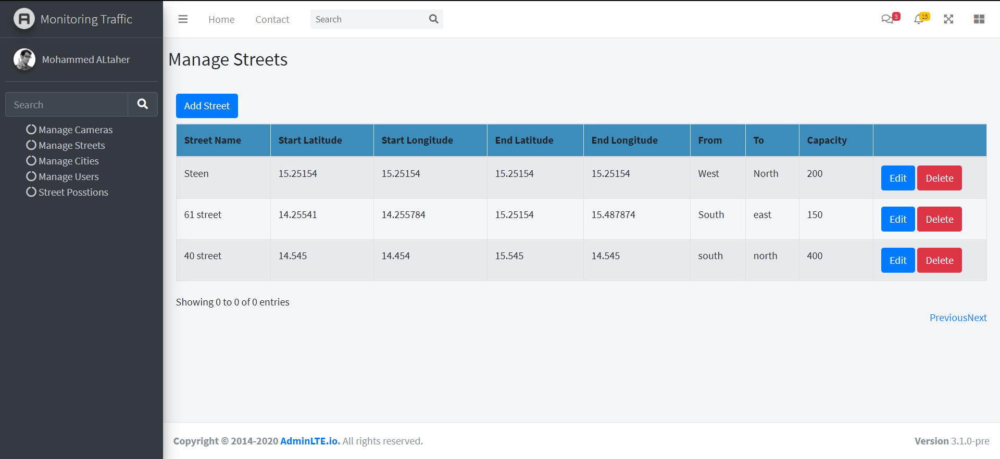 Monitoring Traffic
Home
Contact
Search
3
15
Mohammed ALtaher
Search
Manage Cameras
Manage Streets
Manage Cities
Manage Users
Street Posstions
Manage Streets
Add Street
Street Name Start Latitude Start Longitude End Latitude End Longitude From To Capacity
Steen 15.25154 15.25154 15.25154 15.25154 West North 200 Edit Delete
61 street 14.25541 14.255784 15.25154 15.487874 South east 150 Edit Delete
40 street 14.545 14.454 15.545 14.545 south north 400 Edit Delete
Showing 0 to 0 of 0 entries
PreviousNext
Copyright © 2014-2020 AdminLTE.io. All rights reserved.
Version 3.1.0-pre